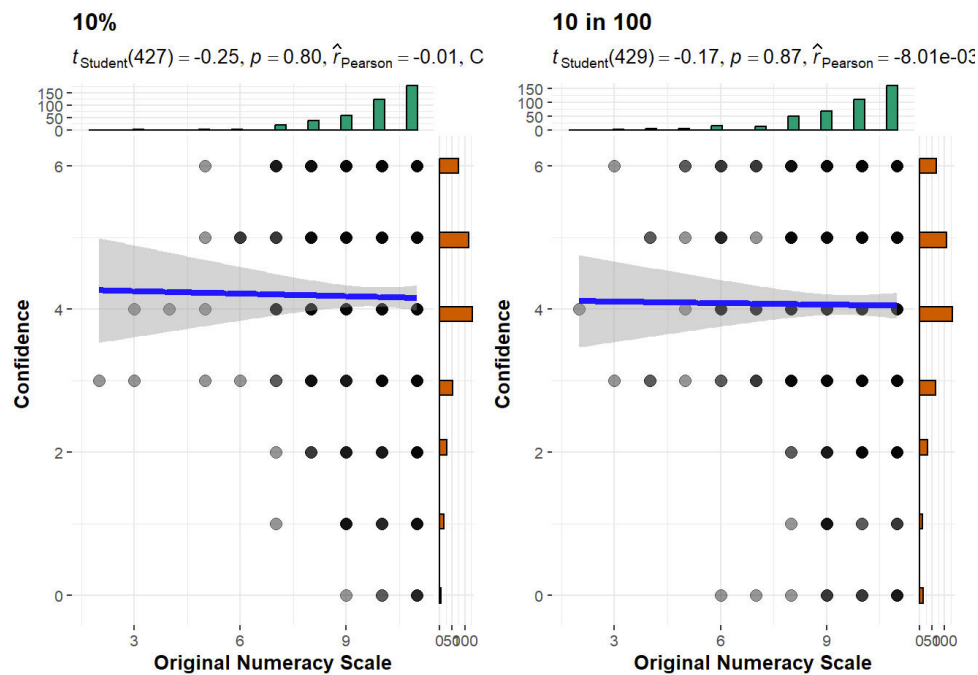 10%
t Student(427) = -0.25, p = 0.80, r̂ Pearson = -0.01, C
150
100
50
0
6
4
2
0
Confidence
3
6
9
0 50 100
Original Numeracy Scale
10 in 100
t Student(429) = -0.17, p = 0.87, r̂ Pearson = -8.01e-03
150
100
50
0
6
4
2
0
Confidence
3
6
9
0 50 100
Original Numeracy Scale